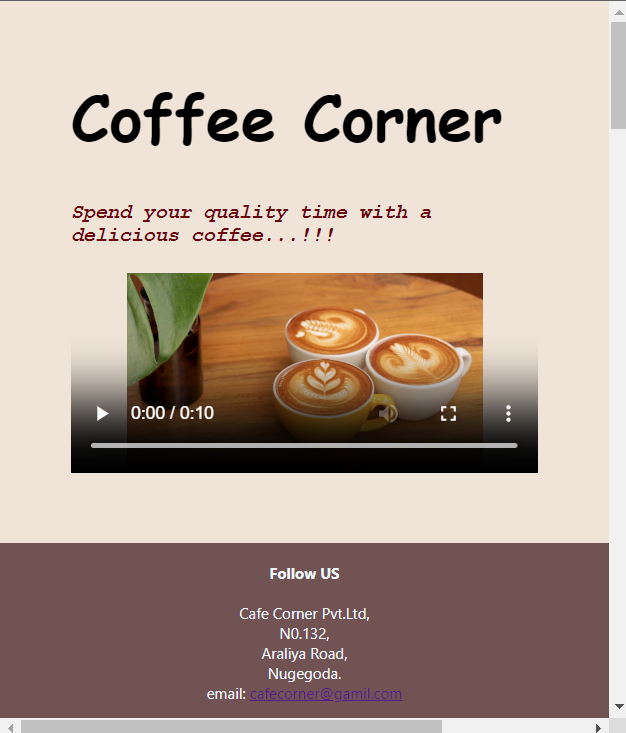 Coffee Corner
Spend your quality time with a
delicious coffee...!!!
0:00 / 0:10
Follow US
Cafe Corner Pvt.Ltd,
N0.132,
Araliya Road,
Nugegoda.
email: cafecorner@gamil.com